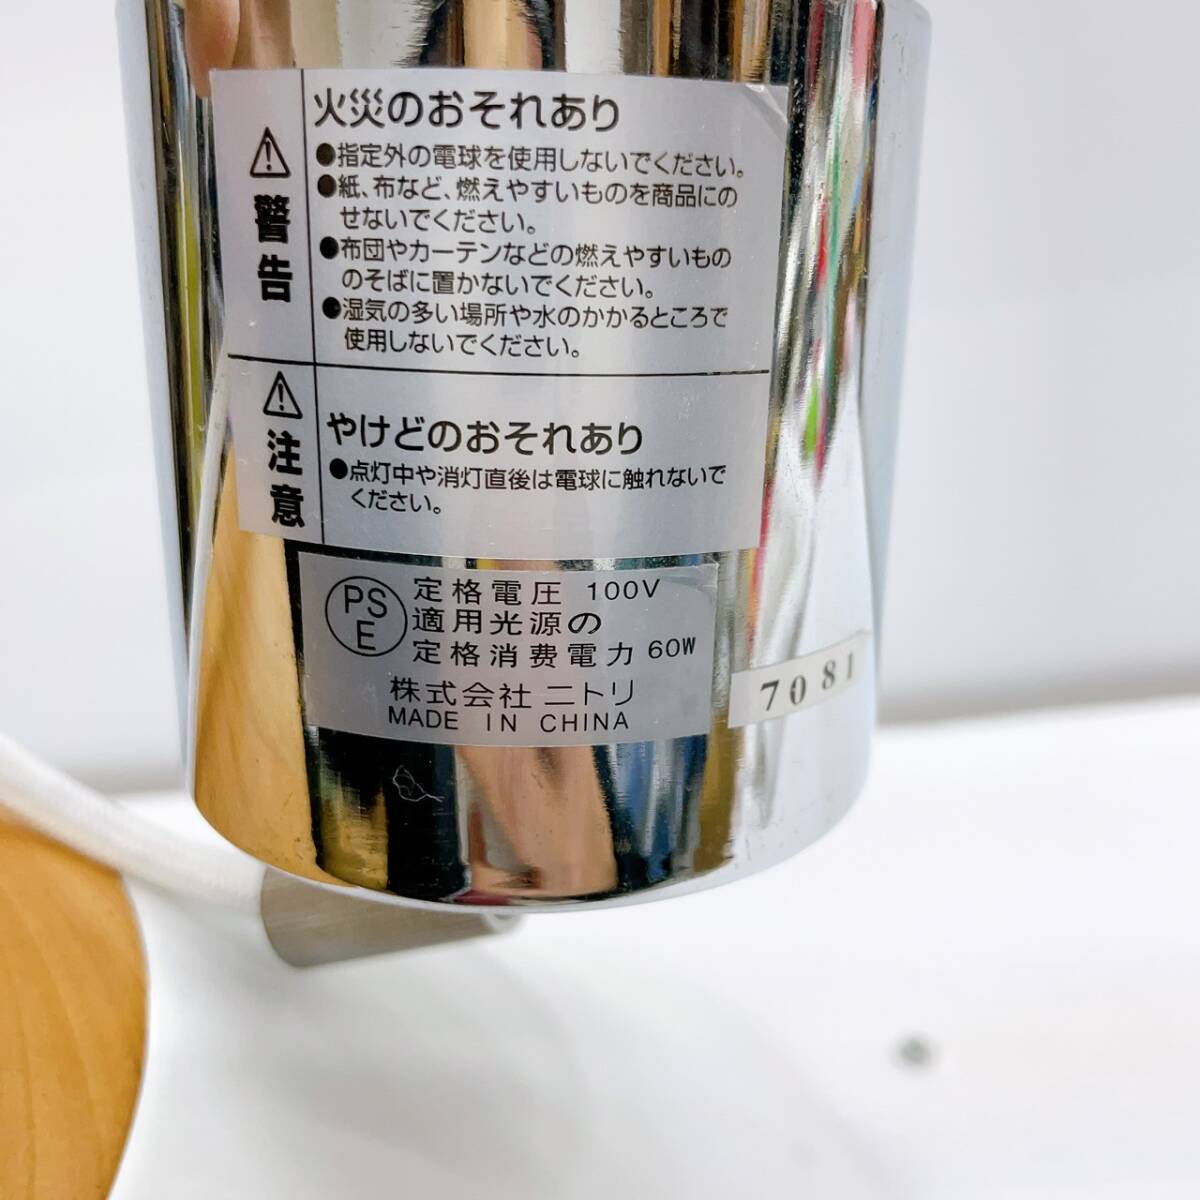 警告
火災のおそれあり
●指定外の電球を使用しないでください。
●紙、布など、燃えやすいものを商品にの
せないでください。
●布団やカーテンなどの燃えやすいもの
のそばに置かないでください。
●湿気の多い場所や水のかかるところで
使用しないでください。
注意
やけどのおそれあり
●点灯中や消灯直後は電球に触れないで
ください。
PS
E
定格電圧 100V
適用光源の
定格消費電力 60W
株式会社 ニトリ
MADE IN CHINA
7081